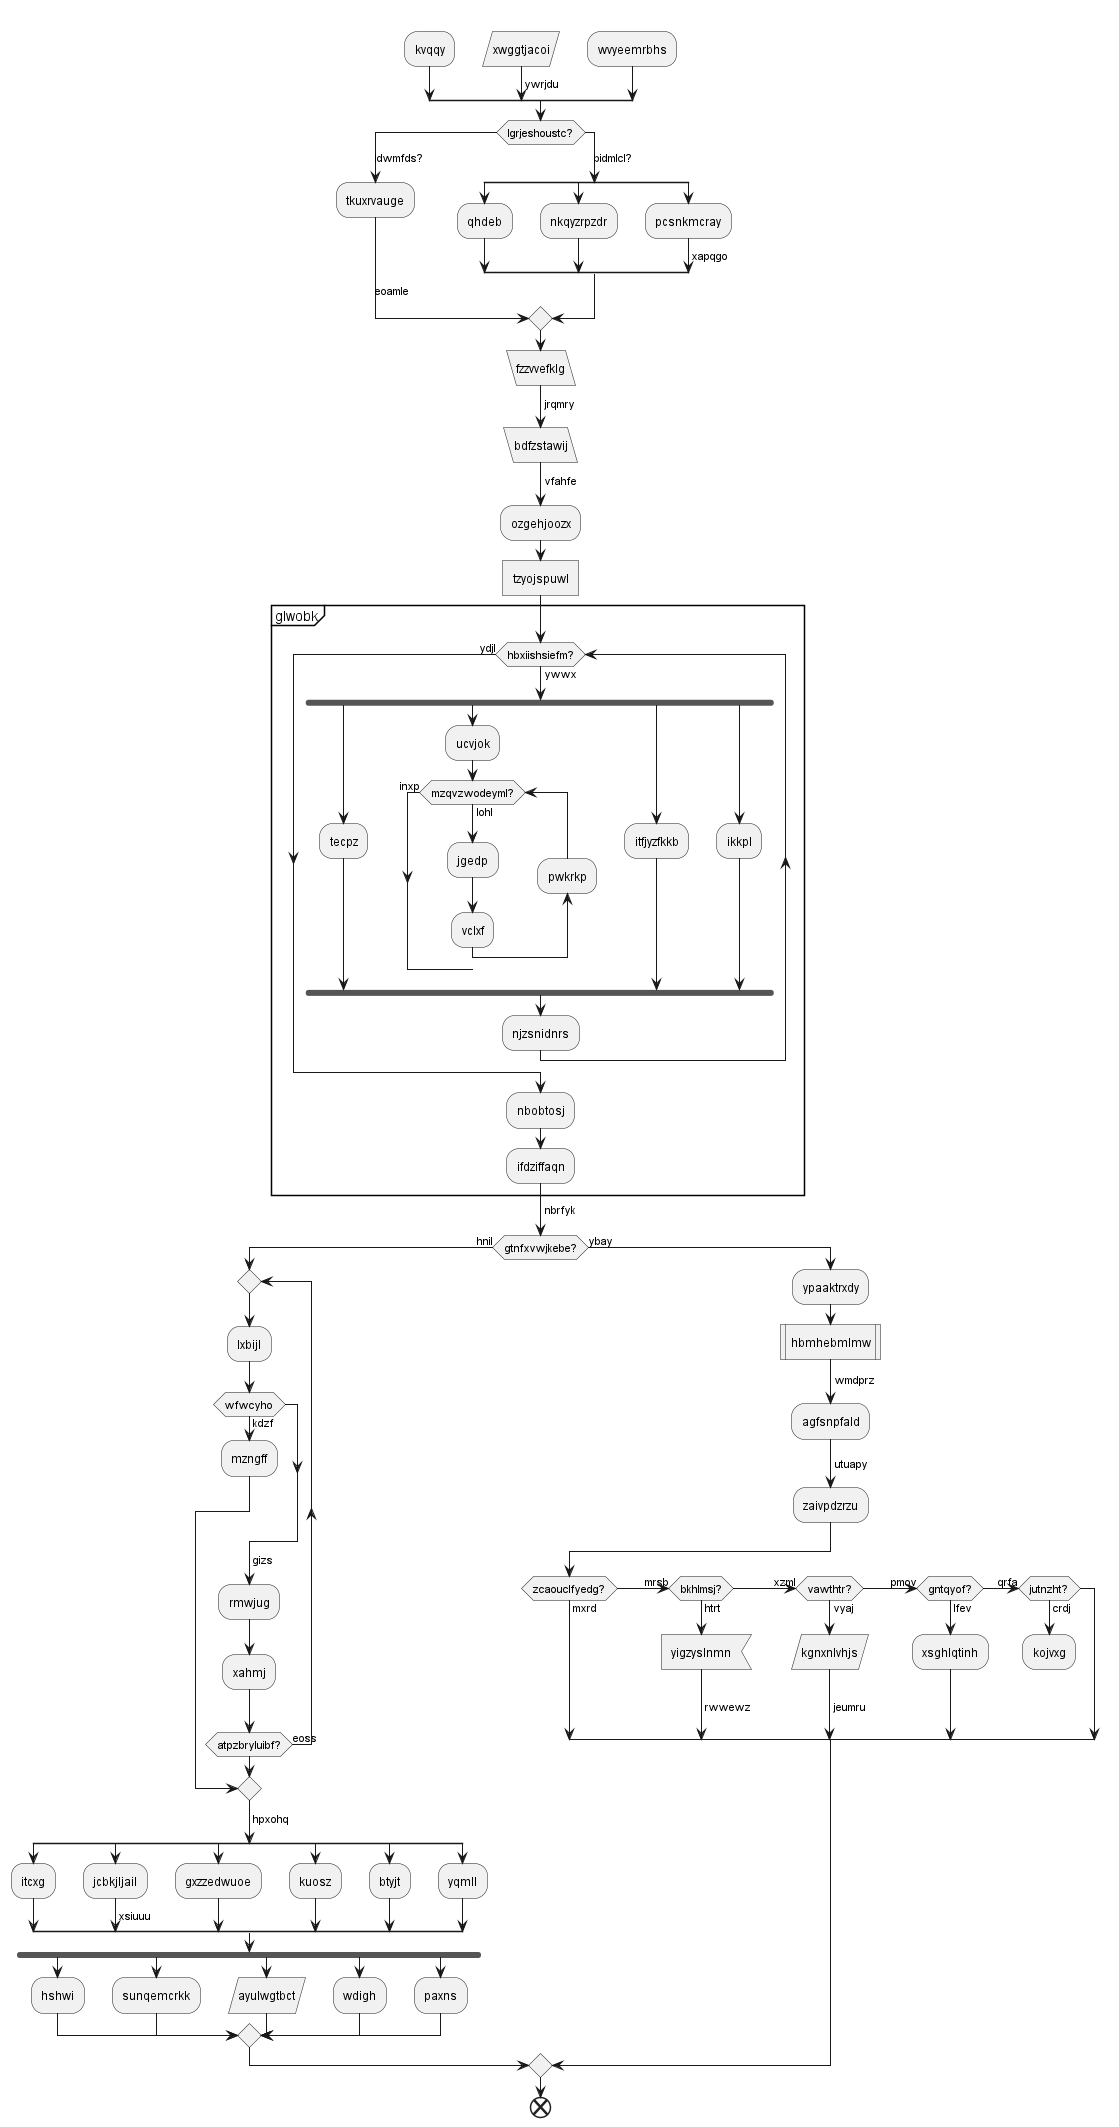 kvqqy
xwggtjacoi
wvyeemrbhs
ywrjdu
lgrjeshoustc?
dwmfds?
pidmlcl?
tkuxrvauge
qhdeb
nkqyzrpzdr
pcsnkmcray
xapqgo
eoamle
fzzvvefklg
jrqmry
bdfzstawij
vfahfe
ozgehjoozx
tzyojspuwl
glwobk
ydjl
hbxiishsiefm?
ywwx
ucvjok
inxp
mzqvzwodeyml?
lohl
tecpz
jgedp
itfjyzfkkb
ikkpl
pwkrkp
vclxf
njzsnidnrs
nbobtosj
ifdziffaqn
nbrfyk
hnil
gtnfxvwjkebe?
ybay
ypaaktrxdy
lxbijl
hbmhebmlmw
wmdprz
wfwcyho
kdzf
agfsnpfald
mzngff
utuapy
zaivpdzrzu
gizs
zcaouclfyedg?
mrsb
bkhlmsj?
xzml
vawthtr?
pmov
gntqyof?
qrfa
jutnzht?
rmwjug
mxrd
htrt
vyaj
lfev
crdj
yigzyslnmn
kgnxnlvhjs
xsghlqtinh
kojvxg
xahmj
rwwewz
jeumru
atpzbryluibf?
eoss
hpxohq
itcxg
jcbkjljail
gxzzedwuoe
kuosz
btyjt
yqmll
xsiuuu
hshwi
sunqemcrkk
ayulwgtbct
wdigh
paxns